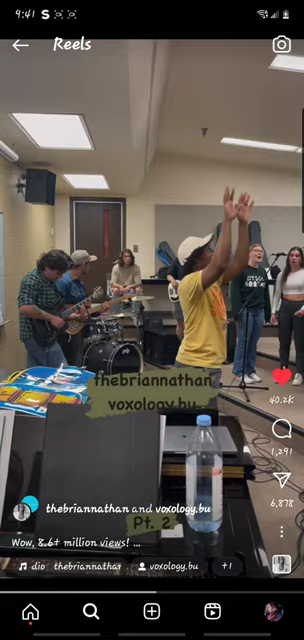 9:41 S
Reels
thebriannathan
voxology.bu
40.2K
1,291
6,878
thebriannathan and voxology.bu
Pt. 2
Wow, 8.6+ million views! ...
dio thebriannathan voxology.bu +1